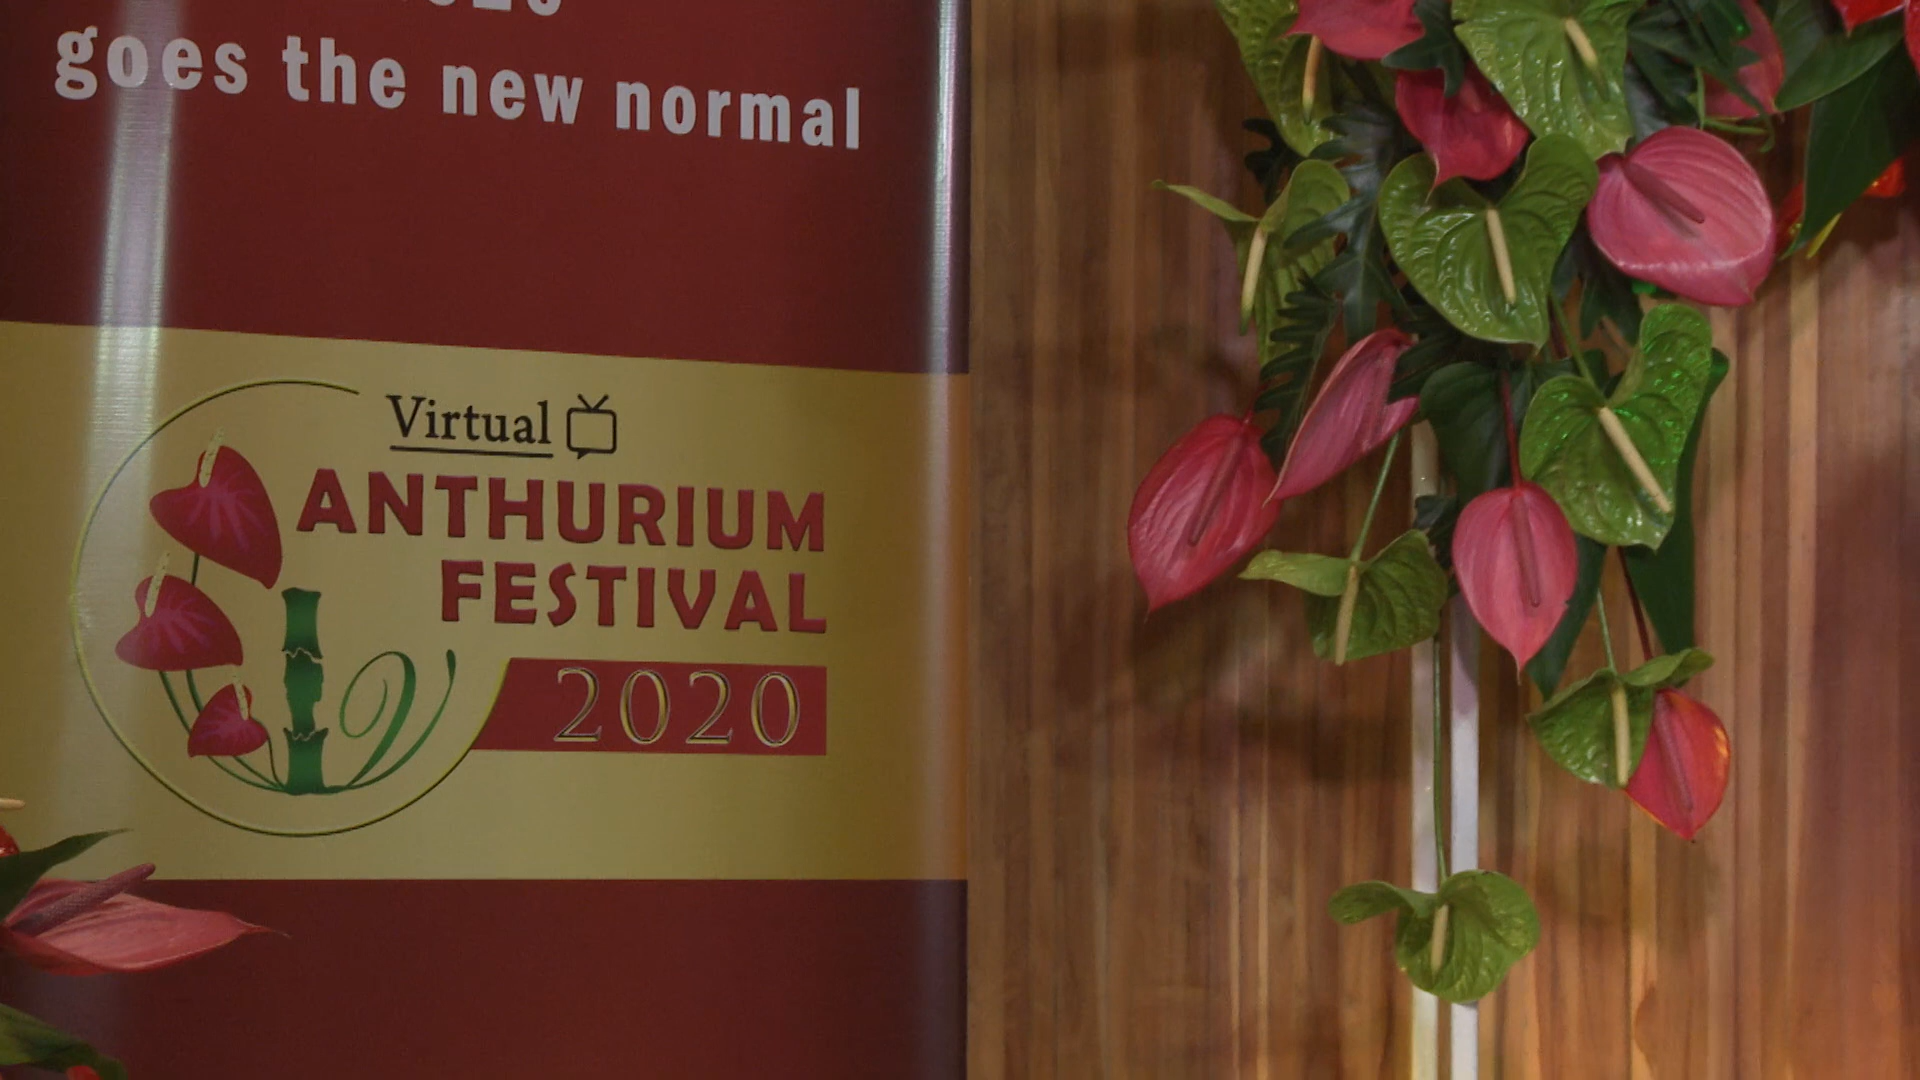 goes the new normal
Virtual
ANTHURIUM
FESTIVAL
2020